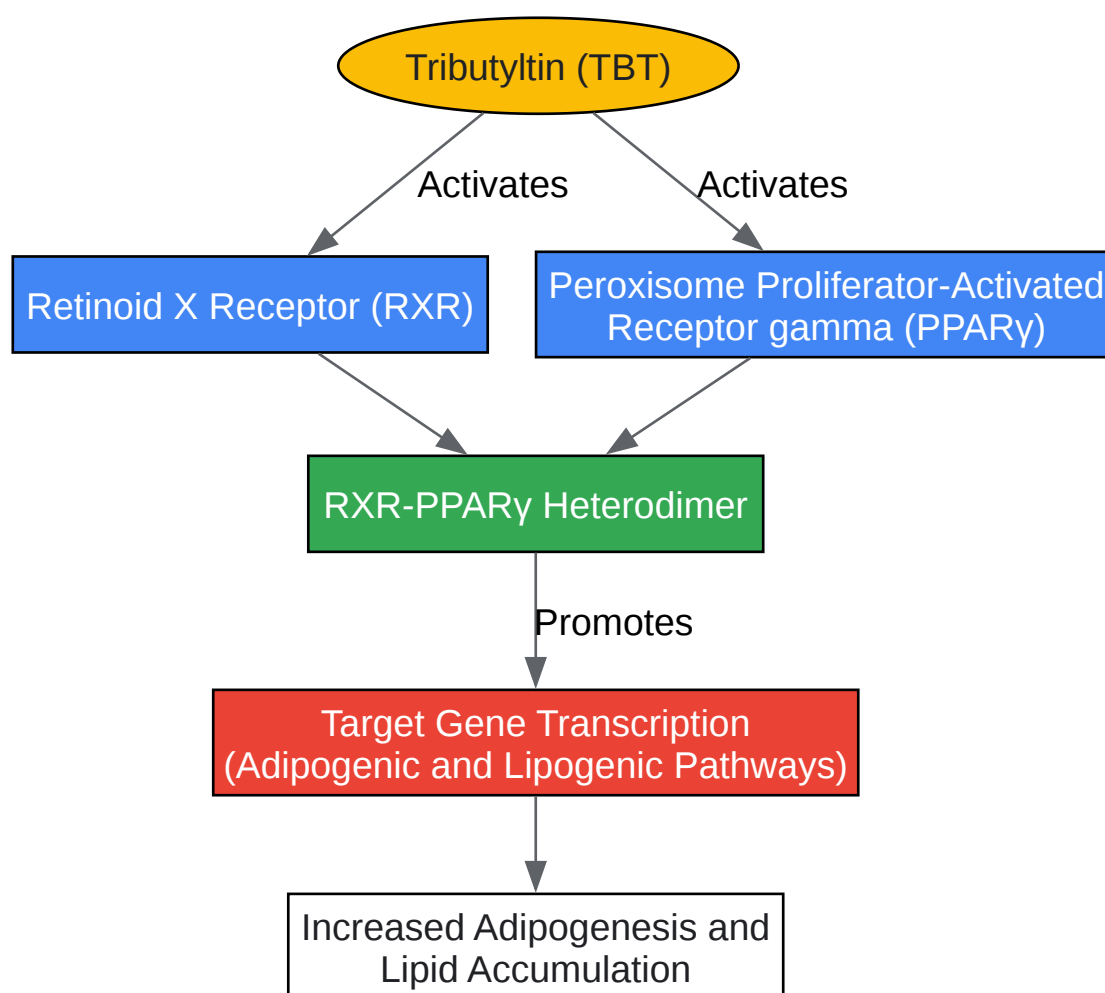 Tributyltin (TBT)
Activates
Activates
Retinoid X Receptor (RXR)
Peroxisome Proliferator-Activated
Receptor gamma (PPARγ)
RXR-PPARγ Heterodimer
Promotes
Target Gene Transcription
(Adipogenic and Lipogenic Pathways)
Increased Adipogenesis and
Lipid Accumulation